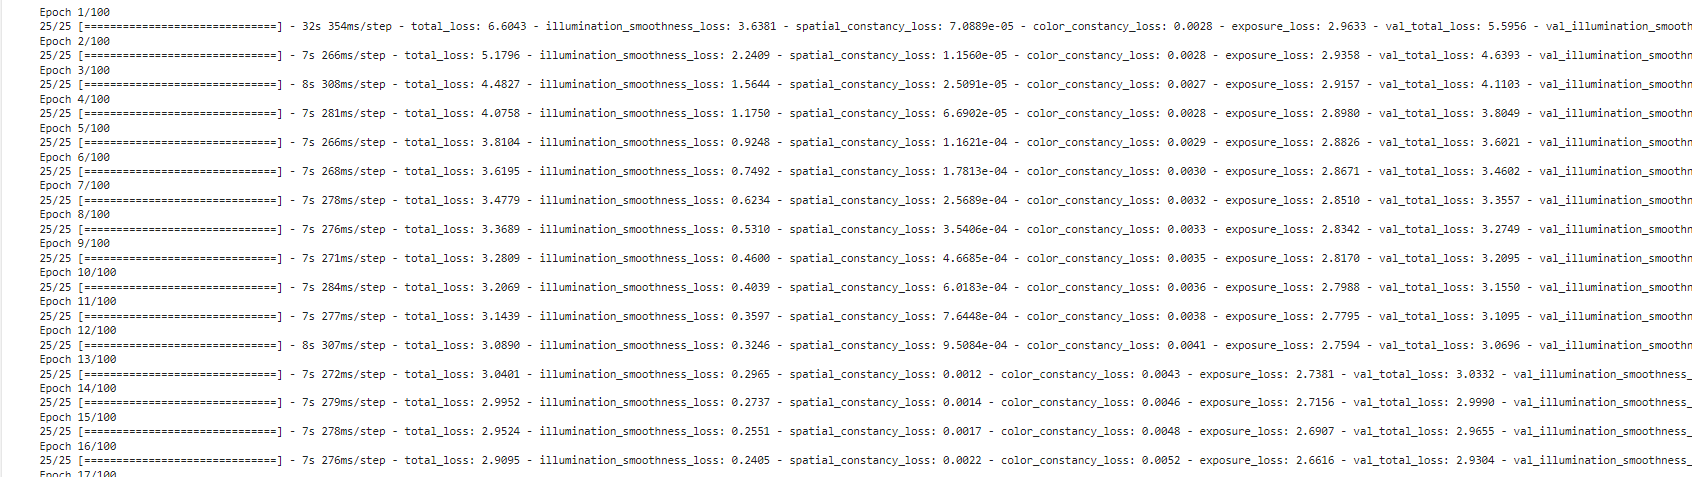 Epoch 1/100
25/25 [==============================] - 32s 354ms/step - total_loss: 6.6043 - illumination_smoothness_loss: 3.6381 - spatial_constancy_loss: 7.0889e-05 - color_constancy_loss: 0.0028 - exposure_loss: 2.9633 - val_total_loss: 5.5956 - val_illumination_smooth
Epoch 2/100
25/25 [==============================] - 7s 266ms/step - total_loss: 5.1796 - illumination_smoothness_loss: 2.2409 - spatial_constancy_loss: 1.1560e-05 - color_constancy_loss: 0.0028 - exposure_loss: 2.9358 - val_total_loss: 4.6393 - val_illumination_smoothn
Epoch 3/100
25/25 [==============================] - 8s 308ms/step - total_loss: 4.4827 - illumination_smoothness_loss: 1.5644 - spatial_constancy_loss: 2.5091e-05 - color_constancy_loss: 0.0027 - exposure_loss: 2.9157 - val_total_loss: 4.1103 - val_illumination_smoothn
Epoch 4/100
25/25 [==============================] - 7s 281ms/step - total_loss: 4.0758 - illumination_smoothness_loss: 1.1750 - spatial_constancy_loss: 6.6902e-05 - color_constancy_loss: 0.0028 - exposure_loss: 2.8980 - val_total_loss: 3.8049 - val_illumination_smoothn
Epoch 5/100
25/25 [==============================] - 7s 266ms/step - total_loss: 3.8104 - illumination_smoothness_loss: 0.9248 - spatial_constancy_loss: 1.1621e-04 - color_constancy_loss: 0.0029 - exposure_loss: 2.8826 - val_total_loss: 3.6021 - val_illumination_smoothn
Epoch 6/100
25/25 [==============================] - 7s 268ms/step - total_loss: 3.6195 - illumination_smoothness_loss: 0.7492 - spatial_constancy_loss: 1.7813e-04 - color_constancy_loss: 0.0030 - exposure_loss: 2.8671 - val_total_loss: 3.4602 - val_illumination_smoothn
Epoch 7/100
25/25 [==============================] - 7s 278ms/step - total_loss: 3.4779 - illumination_smoothness_loss: 0.6234 - spatial_constancy_loss: 2.5689e-04 - color_constancy_loss: 0.0032 - exposure_loss: 2.8510 - val_total_loss: 3.3557 - val_illumination_smoothn
Epoch 8/100
25/25 [==============================] - 7s 276ms/step - total_loss: 3.3689 - illumination_smoothness_loss: 0.5310 - spatial_constancy_loss: 3.5406e-04 - color_constancy_loss: 0.0033 - exposure_loss: 2.8342 - val_total_loss: 3.2749 - val_illumination_smoothn
Epoch 9/100
25/25 [==============================] - 7s 271ms/step - total_loss: 3.2809 - illumination_smoothness_loss: 0.4600 - spatial_constancy_loss: 4.6685e-04 - color_constancy_loss: 0.0035 - exposure_loss: 2.8170 - val_total_loss: 3.2095 - val_illumination_smoothn
Epoch 10/100
25/25 [==============================] - 7s 284ms/step - total_loss: 3.2069 - illumination_smoothness_loss: 0.4039 - spatial_constancy_loss: 6.0183e-04 - color_constancy_loss: 0.0036 - exposure_loss: 2.7988 - val_total_loss: 3.1550 - val_illumination_smoothn
Epoch 11/100
25/25 [==============================] - 7s 277ms/step - total_loss: 3.1439 - illumination_smoothness_loss: 0.3597 - spatial_constancy_loss: 7.6448e-04 - color_constancy_loss: 0.0038 - exposure_loss: 2.7795 - val_total_loss: 3.1095 - val_illumination_smoothn
Epoch 12/100
25/25 [==============================] - 8s 307ms/step - total_loss: 3.0890 - illumination_smoothness_loss: 0.3246 - spatial_constancy_loss: 9.5084e-04 - color_constancy_loss: 0.0041 - exposure_loss: 2.7594 - val_total_loss: 3.0696 - val_illumination_smoothn
Epoch 13/100
25/25 [==============================] - 7s 272ms/step - total_loss: 3.0401 - illumination_smoothness_loss: 0.2965 - spatial_constancy_loss: 0.0012 - color_constancy_loss: 0.0043 - exposure_loss: 2.7381 - val_total_loss: 3.0332 - val_illumination_smoothness_
Epoch 14/100
25/25 [==============================] - 7s 279ms/step - total_loss: 2.9952 - illumination_smoothness_loss: 0.2737 - spatial_constancy_loss: 0.0014 - color_constancy_loss: 0.0046 - exposure_loss: 2.7156 - val_total_loss: 2.9990 - val_illumination_smoothness_
Epoch 15/100
25/25 [==============================] - 7s 278ms/step - total_loss: 2.9524 - illumination_smoothness_loss: 0.2551 - spatial_constancy_loss: 0.0017 - color_constancy_loss: 0.0048 - exposure_loss: 2.6907 - val_total_loss: 2.9655 - val_illumination_smoothness_
Epoch 16/100
25/25 [==============================] - 7s 276ms/step - total_loss: 2.9095 - illumination_smoothness_loss: 0.2405 - spatial_constancy_loss: 0.0022 - color_constancy_loss: 0.0052 - exposure_loss: 2.6616 - val_total_loss: 2.9304 - val_illumination_smoothness_
Epoch 17/100